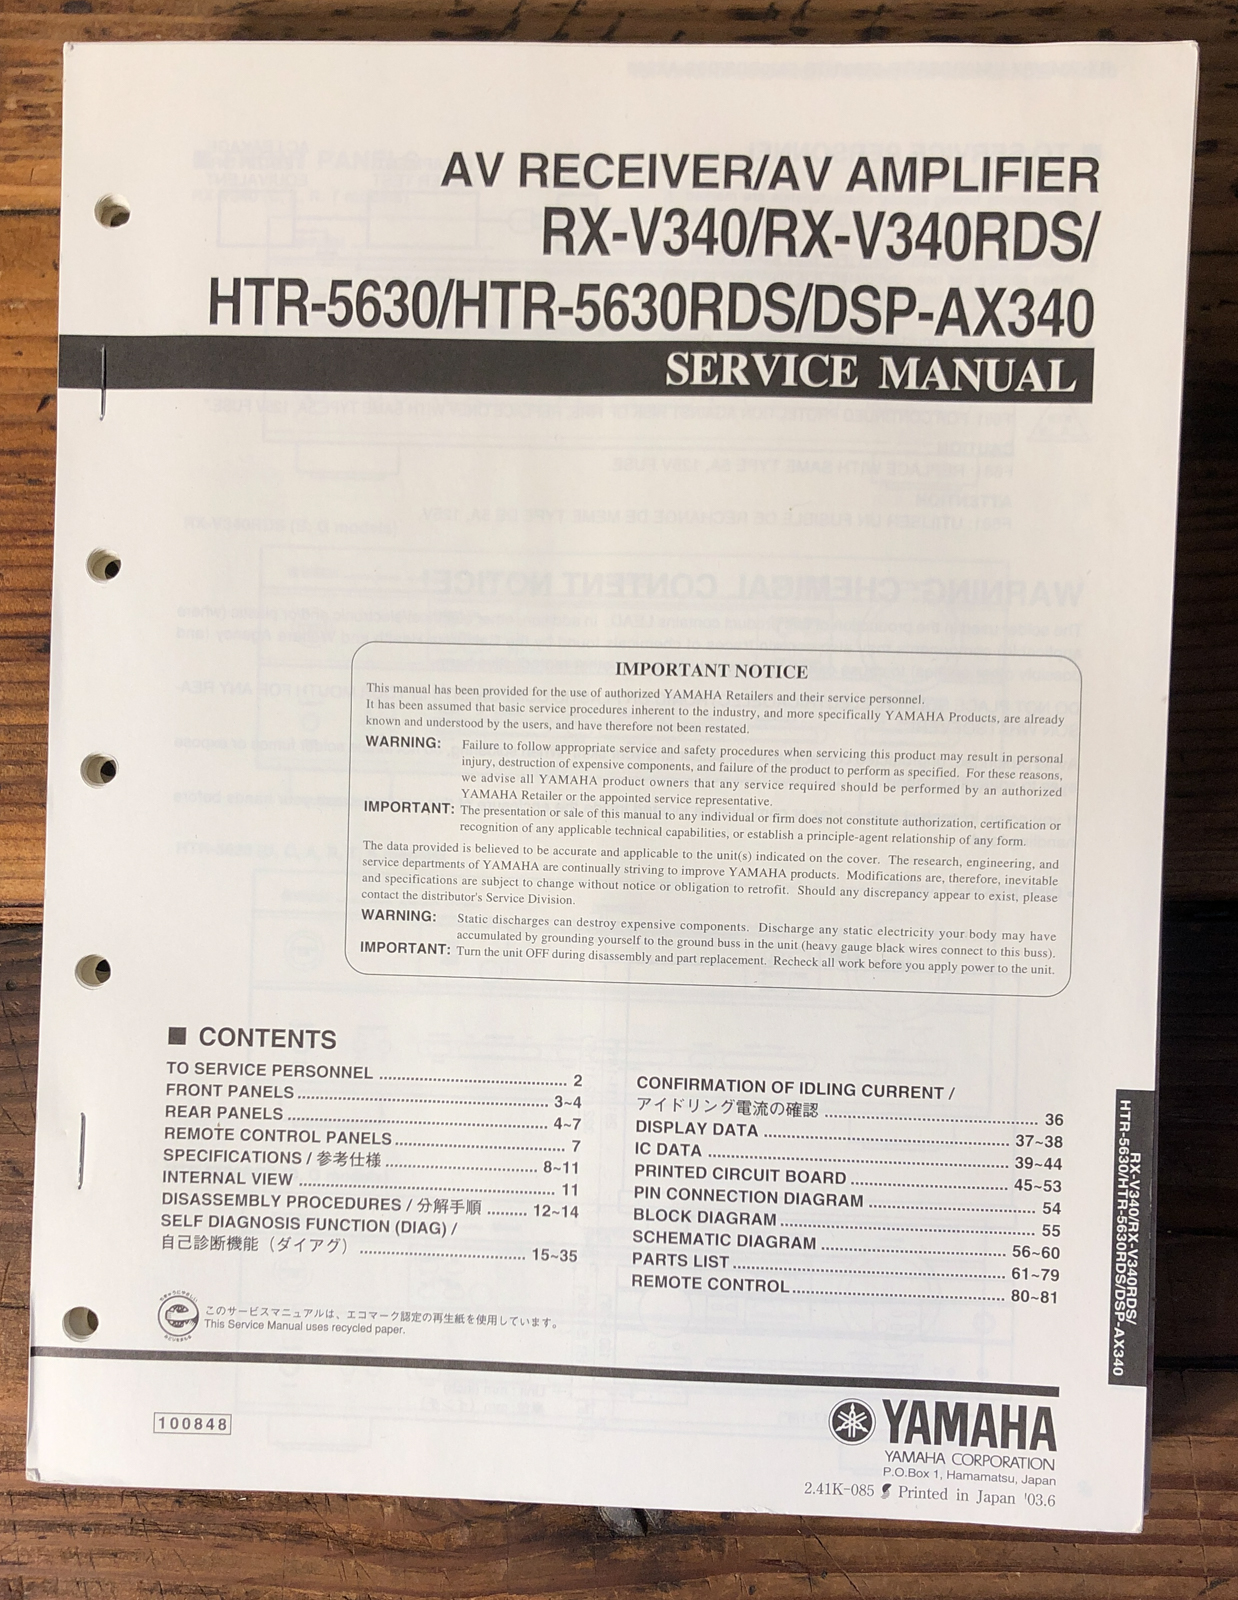 AV RECEIVER/AV AMPLIFIER
RX-V340/RX-V340RDS/
HTR-5630/HTR-5630RDS/DSP-AX340
SERVICE MANUAL
IMPORTANT NOTICE
This manual has been provided for the use of authorized YAMAHA Retailers and their service personnel.
It has been assumed that basic service procedures inherent to the industry, and more specifically YAMAHA Products, are already
known and understood by the users, and have therefore not been restated.
WARNING: Failure to follow appropriate service and safety procedures when servicing this product may result in personal
injury, destruction of expensive components, and failure of the product to perform as specified. For these reasons,
we advise all YAMAHA product owners that any service required should be performed by an authorized
YAMAHA Retailer or the appointed service representative.
IMPORTANT: The presentation or sale of this manual to any individual or firm does not constitute authorization, certification or
recognition of any applicable technical capabilities, or establish a principle-agent relationship of any form.
The data provided is believed to be accurate and applicable to the unit(s) indicated on the cover. The research, engineering, and
service departments of YAMAHA are continually striving to improve YAMAHA products. Modifications are, therefore, inevitable
and specifications are subject to change without notice or obligation to retrofit. Should any discrepancy appear to exist, please
contact the distributor's Service Division.
WARNING: Static discharges can destroy expensive components. Discharge any static electricity your body may have
accumulated by grounding yourself to the ground buss in the unit (heavy gauge black wires connect to this buss).
IMPORTANT: Turn the unit OFF during disassembly and part replacement. Recheck all work before you apply power to the unit.
■ CONTENTS
TO SERVICE PERSONNEL ........ 2
FRONT PANELS ........ 3~4
REAR PANELS ........ 4~7
REMOTE CONTROL PANELS ........ 7
SPECIFICATIONS / 参考仕様 ........ 8~11
INTERNAL VIEW ........ 11
DISASSEMBLY PROCEDURES / 分解手順 ........ 12~14
SELF DIAGNOSIS FUNCTION (DIAG) /
自己診断機能（ダイアグ） ........ 15~35
CONFIRMATION OF IDLING CURRENT /
アイドリング電流の確認 ........ 36
DISPLAY DATA ........ 37~38
IC DATA ........ 39~44
PRINTED CIRCUIT BOARD ........ 45~53
PIN CONNECTION DIAGRAM ........ 54
BLOCK DIAGRAM ........ 55
SCHEMATIC DIAGRAM ........ 56~60
PARTS LIST ........ 61~79
REMOTE CONTROL ........ 80~81
RX-V340/RX-V340RDS/
HTR-5630/HTR-5630RDS/DSP-AX340
このサービスマニュアルは、エコマーク認定の再生紙を使用しています。
This Service Manual uses recycled paper.
100848
YAMAHA
YAMAHA CORPORATION
P.O.Box 1, Hamamatsu, Japan
2.41K-085 Printed in Japan '03.6